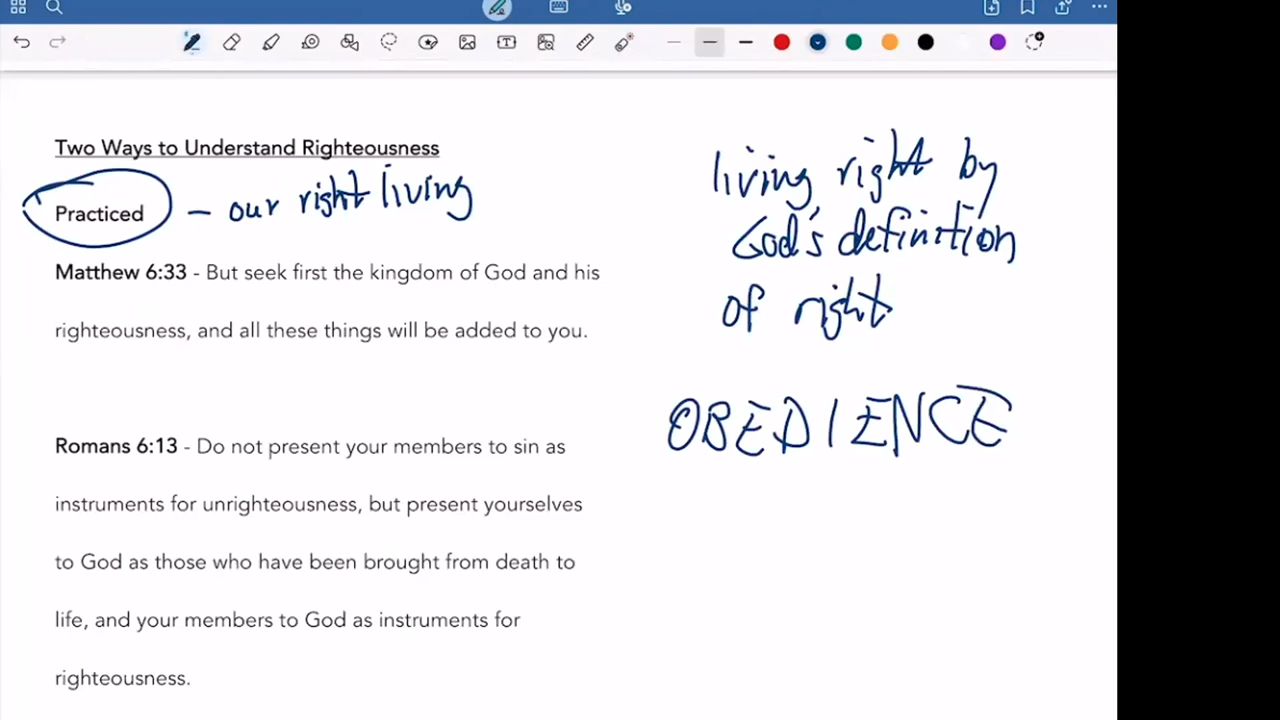 Two Ways to Understand Righteousness
Practiced - our right living
Matthew 6:33 - But seek first the kingdom of God and his
righteousness, and all these things will be added to you.
Romans 6:13 - Do not present your members to sin as
instruments for unrighteousness, but present yourselves
to God as those who have been brought from death to
life, and your members to God as instruments for
righteousness.
living right by
God's definition
of right
OBEDIENCE